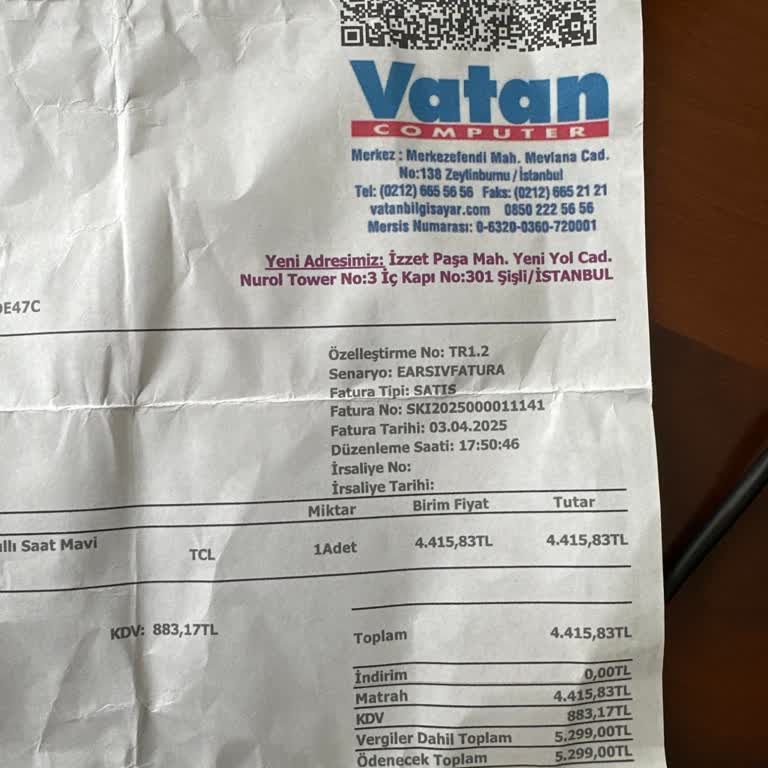 Vatan
COMPUTER
Merkez : Merkezefendi Mah. Mevlana Cad.
No:138 Zeytinburnu / İstanbul
Tel: (0212) 665 56 56 Faks: (0212) 665 21 21
vatanbilgisayar.com 0850 222 56 56
Mersis Numarası: 0-6320-0360-720001
Yeni Adresimiz: İzzet Paşa Mah. Yeni Yol Cad.
Nurol Tower No:3 İç Kapı No:301 Şişli/İSTANBUL
E47C
Özelleştirme No: TR1.2
Senaryo: EARSIVFATURA
Fatura Tipi: SATIS
Fatura No: SKI2025000011141
Fatura Tarihi: 03.04.2025
Düzenleme Saati: 17:50:46
İrsaliye No:
İrsaliye Tarihi:
Miktar Birim Fiyat Tutar
ıllı Saat Mavi TCL 1Adet 4.415,83TL 4.415,83TL
KDV: 883,17TL
Toplam 4.415,83TL
İndirim 0,00TL
Matrah 4.415,83TL
KDV 883,17TL
Vergiler Dahil Toplam 5.299,00TL
Ödenecek Toplam 5.299,00TL